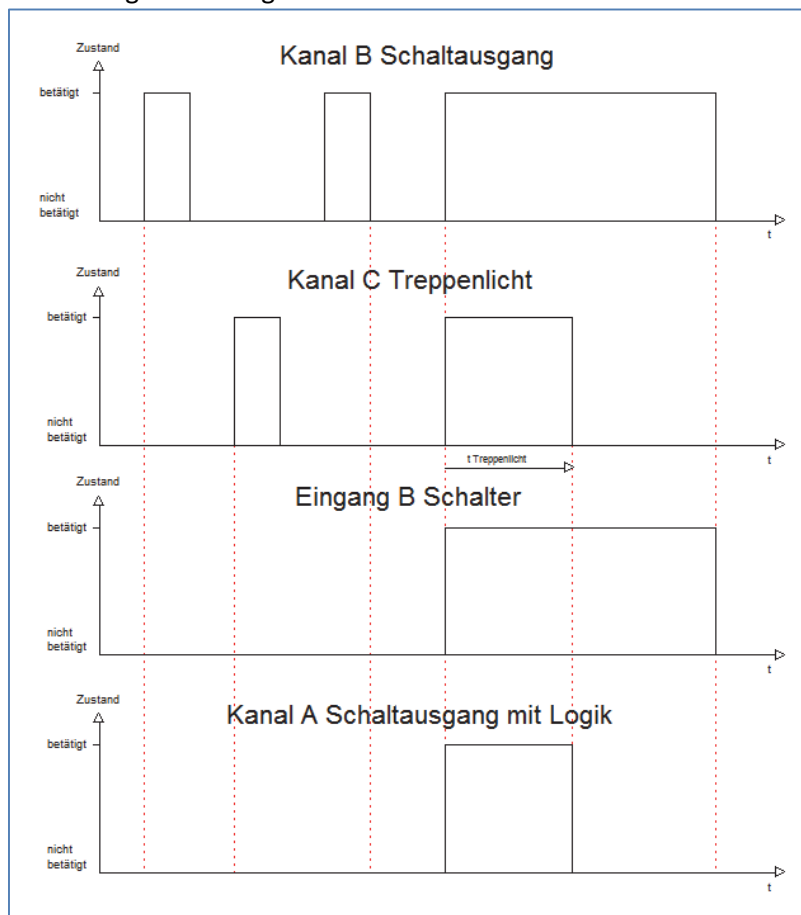 Zustand
Kanal B Schaltausgang
betätigt
nicht
betätigt
t
Zustand
Kanal C Treppenlicht
betätigt
nicht
betätigt
t Treppenlicht
t
Zustand
Eingang B Schalter
betätigt
nicht
betätigt
t
Zustand
Kanal A Schaltausgang mit Logik
betätigt
nicht
betätigt
t